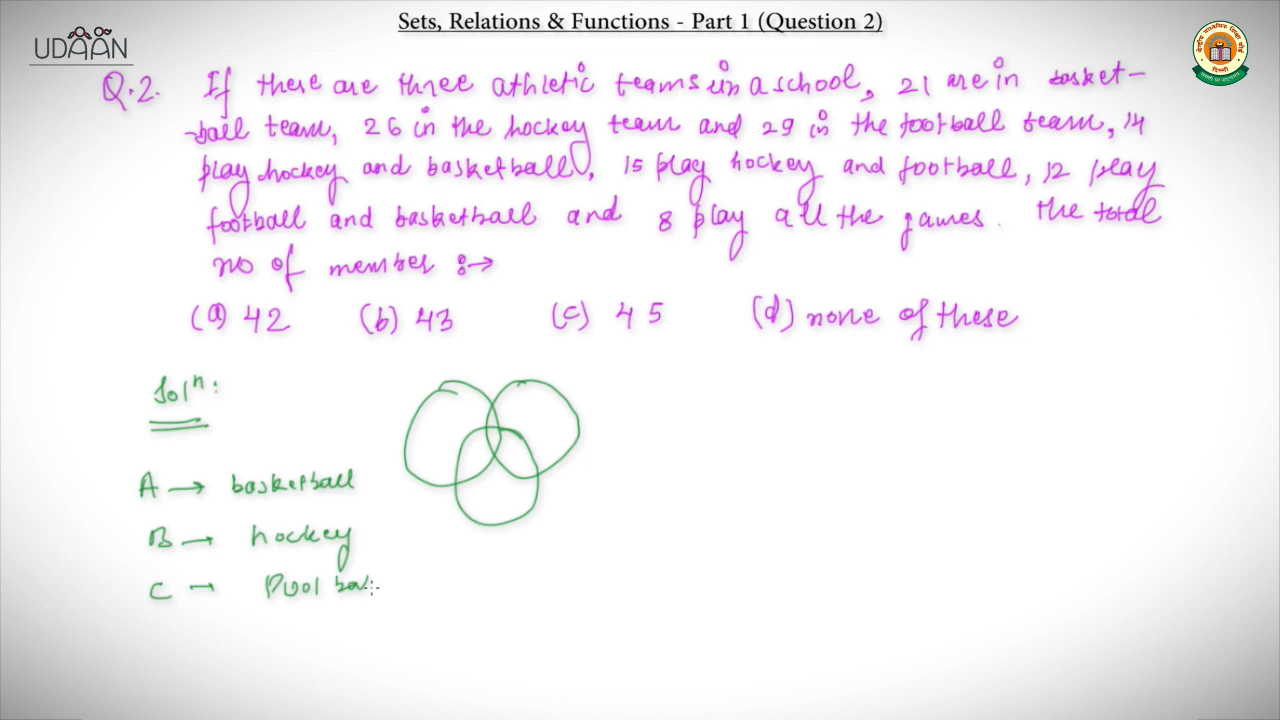 Sets, Relations & Functions - Part 1 (Question 2)
UDAAN
Q.2. If there are three athletic teams in a school, 21 are in basket-
ball team, 26 in the hockey team and 29 in the football team, 14
play hockey and basketball, 15 play hockey and football, 12 play
football and basketball and 8 play all the games. The total
no of member :→
(a) 42 (b) 43 (c) 45 (d) none of these
Solⁿ:
A → basketball
B → hockey
C →